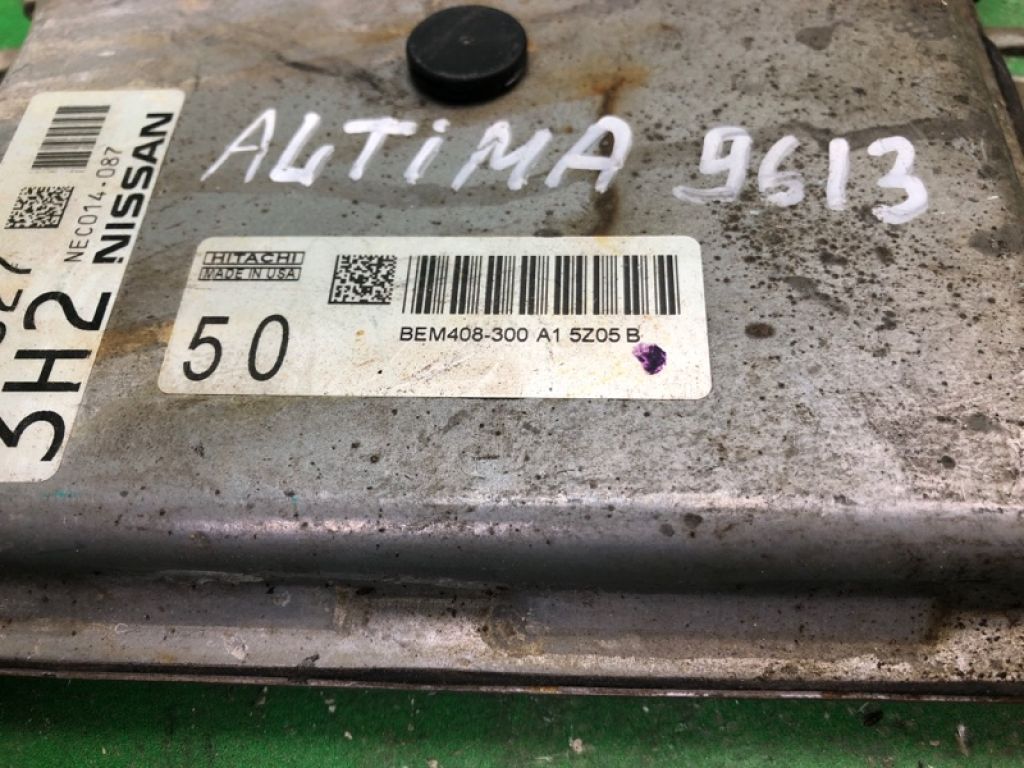 ALTiMA 9613
NEC014-087
NISSAN
3H2
HITACHI
MADE IN USA
50
BEM408-300 A1 5Z05 B